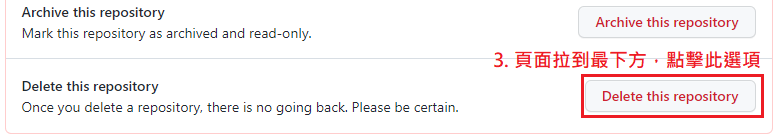 Archive this repository
Mark this repository as archived and read-only.
Archive this repository
3. 頁面拉到最下方，點擊此選項
Delete this repository
Once you delete a repository, there is no going back. Please be certain.
Delete this repository